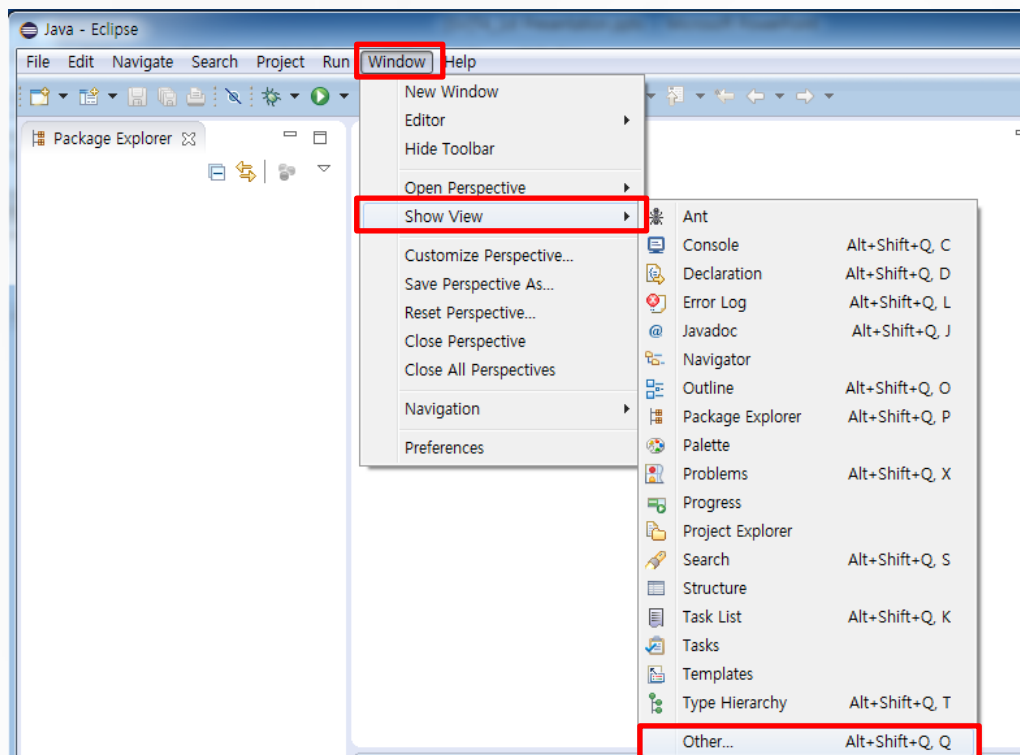 Java - Eclipse
File Edit Navigate Search Project Run Window Help
Package Explorer
New Window
Editor
Hide Toolbar
Open Perspective
Show View
Customize Perspective...
Save Perspective As...
Reset Perspective...
Close Perspective
Close All Perspectives
Navigation
Preferences
Ant
Console Alt+Shift+Q, C
Declaration Alt+Shift+Q, D
Error Log Alt+Shift+Q, L
Javadoc Alt+Shift+Q, J
Navigator
Outline Alt+Shift+Q, O
Package Explorer Alt+Shift+Q, P
Palette
Problems Alt+Shift+Q, X
Progress
Project Explorer
Search Alt+Shift+Q, S
Structure
Task List Alt+Shift+Q, K
Tasks
Templates
Type Hierarchy Alt+Shift+Q, T
Other... Alt+Shift+Q, Q